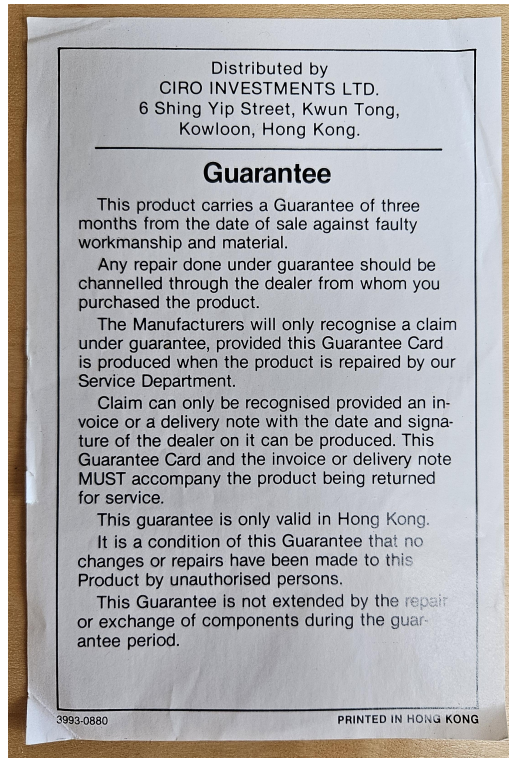 Distributed by
CIRO INVESTMENTS LTD.
6 Shing Yip Street, Kwun Tong,
Kowloon, Hong Kong.
Guarantee
This product carries a Guarantee of three
months from the date of sale against faulty
workmanship and material.
Any repair done under guarantee should be
channelled through the dealer from whom you
purchased the product.
The Manufacturers will only recognise a claim
under guarantee, provided this Guarantee Card
is produced when the product is repaired by our
Service Department.
Claim can only be recognised provided an in-
voice or a delivery note with the date and signa-
ture of the dealer on it can be produced. This
Guarantee Card and the invoice or delivery note
MUST accompany the product being returned
for service.
This guarantee is only valid in Hong Kong.
It is a condition of this Guarantee that no
changes or repairs have been made to this
Product by unauthorised persons.
This Guarantee is not extended by the repair
or exchange of components during the guar-
antee period.
3993-0880
PRINTED IN HONG KONG